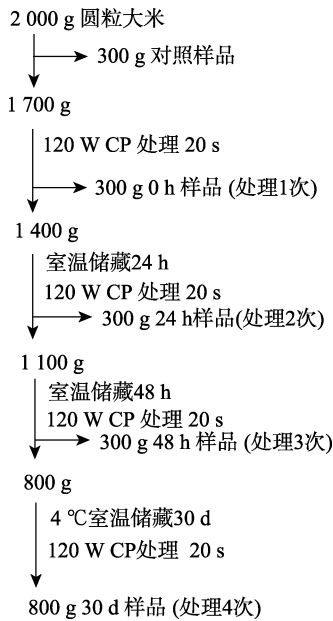 2 000 g 圆粒大米
300 g 对照样品
1 700 g
120 W CP 处理 20 s
300 g 0 h 样品 (处理1次)
1 400 g
室温储藏24 h
120 W CP 处理 20 s
300 g 24 h样品(处理2次)
1 100 g
室温储藏48 h
120 W CP 处理 20 s
300 g 48 h 样品 (处理3次)
800 g
4 ℃室温储藏30 d
120 W CP处理 20 s
800 g 30 d 样品 (处理4次)